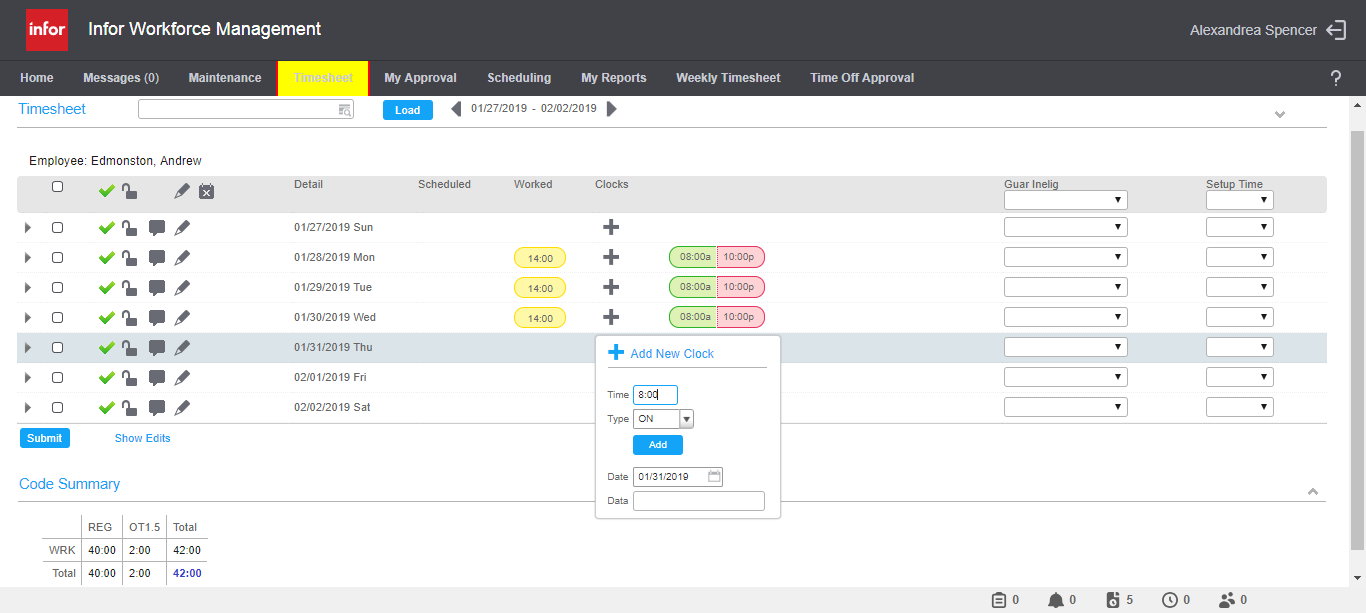 infor Infor Workforce Management Alexandrea Spencer
Home Messages (0) Maintenance Timesheet My Approval Scheduling My Reports Weekly Timesheet Time Off Approval ?
Timesheet Load 01/27/2019 - 02/02/2019
Employee: Edmonston, Andrew
Detail Scheduled Worked Clocks Guar Inelig Setup Time
01/27/2019 Sun
01/28/2019 Mon 14:00 08:00a 10:00p
01/29/2019 Tue 14:00 08:00a 10:00p
01/30/2019 Wed 14:00 08:00a 10:00p
01/31/2019 Thu
02/01/2019 Fri
02/02/2019 Sat
Add New Clock
Time 8:00
Type ON
Add
Date 01/31/2019
Data
Submit Show Edits
Code Summary
REG OT1.5 Total
WRK 40:00 2:00 42:00
Total 40:00 2:00 42:00
0 0 5 0 0